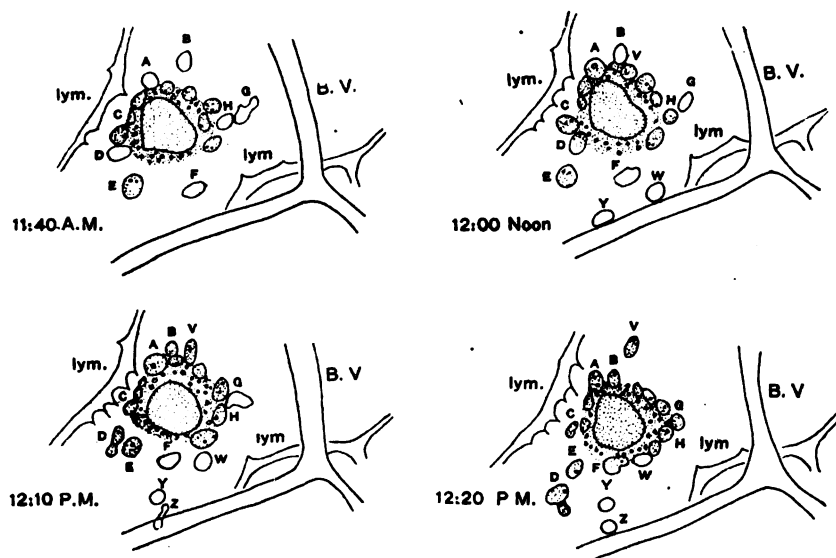 B
A
lym.
B. V.
G
H
C
D
lym
E
F
11:40 A.M.
B
A
V
B. V.
lym.
G
H
C
lym
D
E
F
W
Y
12:00 Noon
V
B
A
lym.
B. V
G
C
H
D
lym
E
F
W
Y
Z
12:10 P.M.
V
A
B
lym.
B. V
G
C
H
lym
E
F
W
D
Y
Z
12:20 P M.